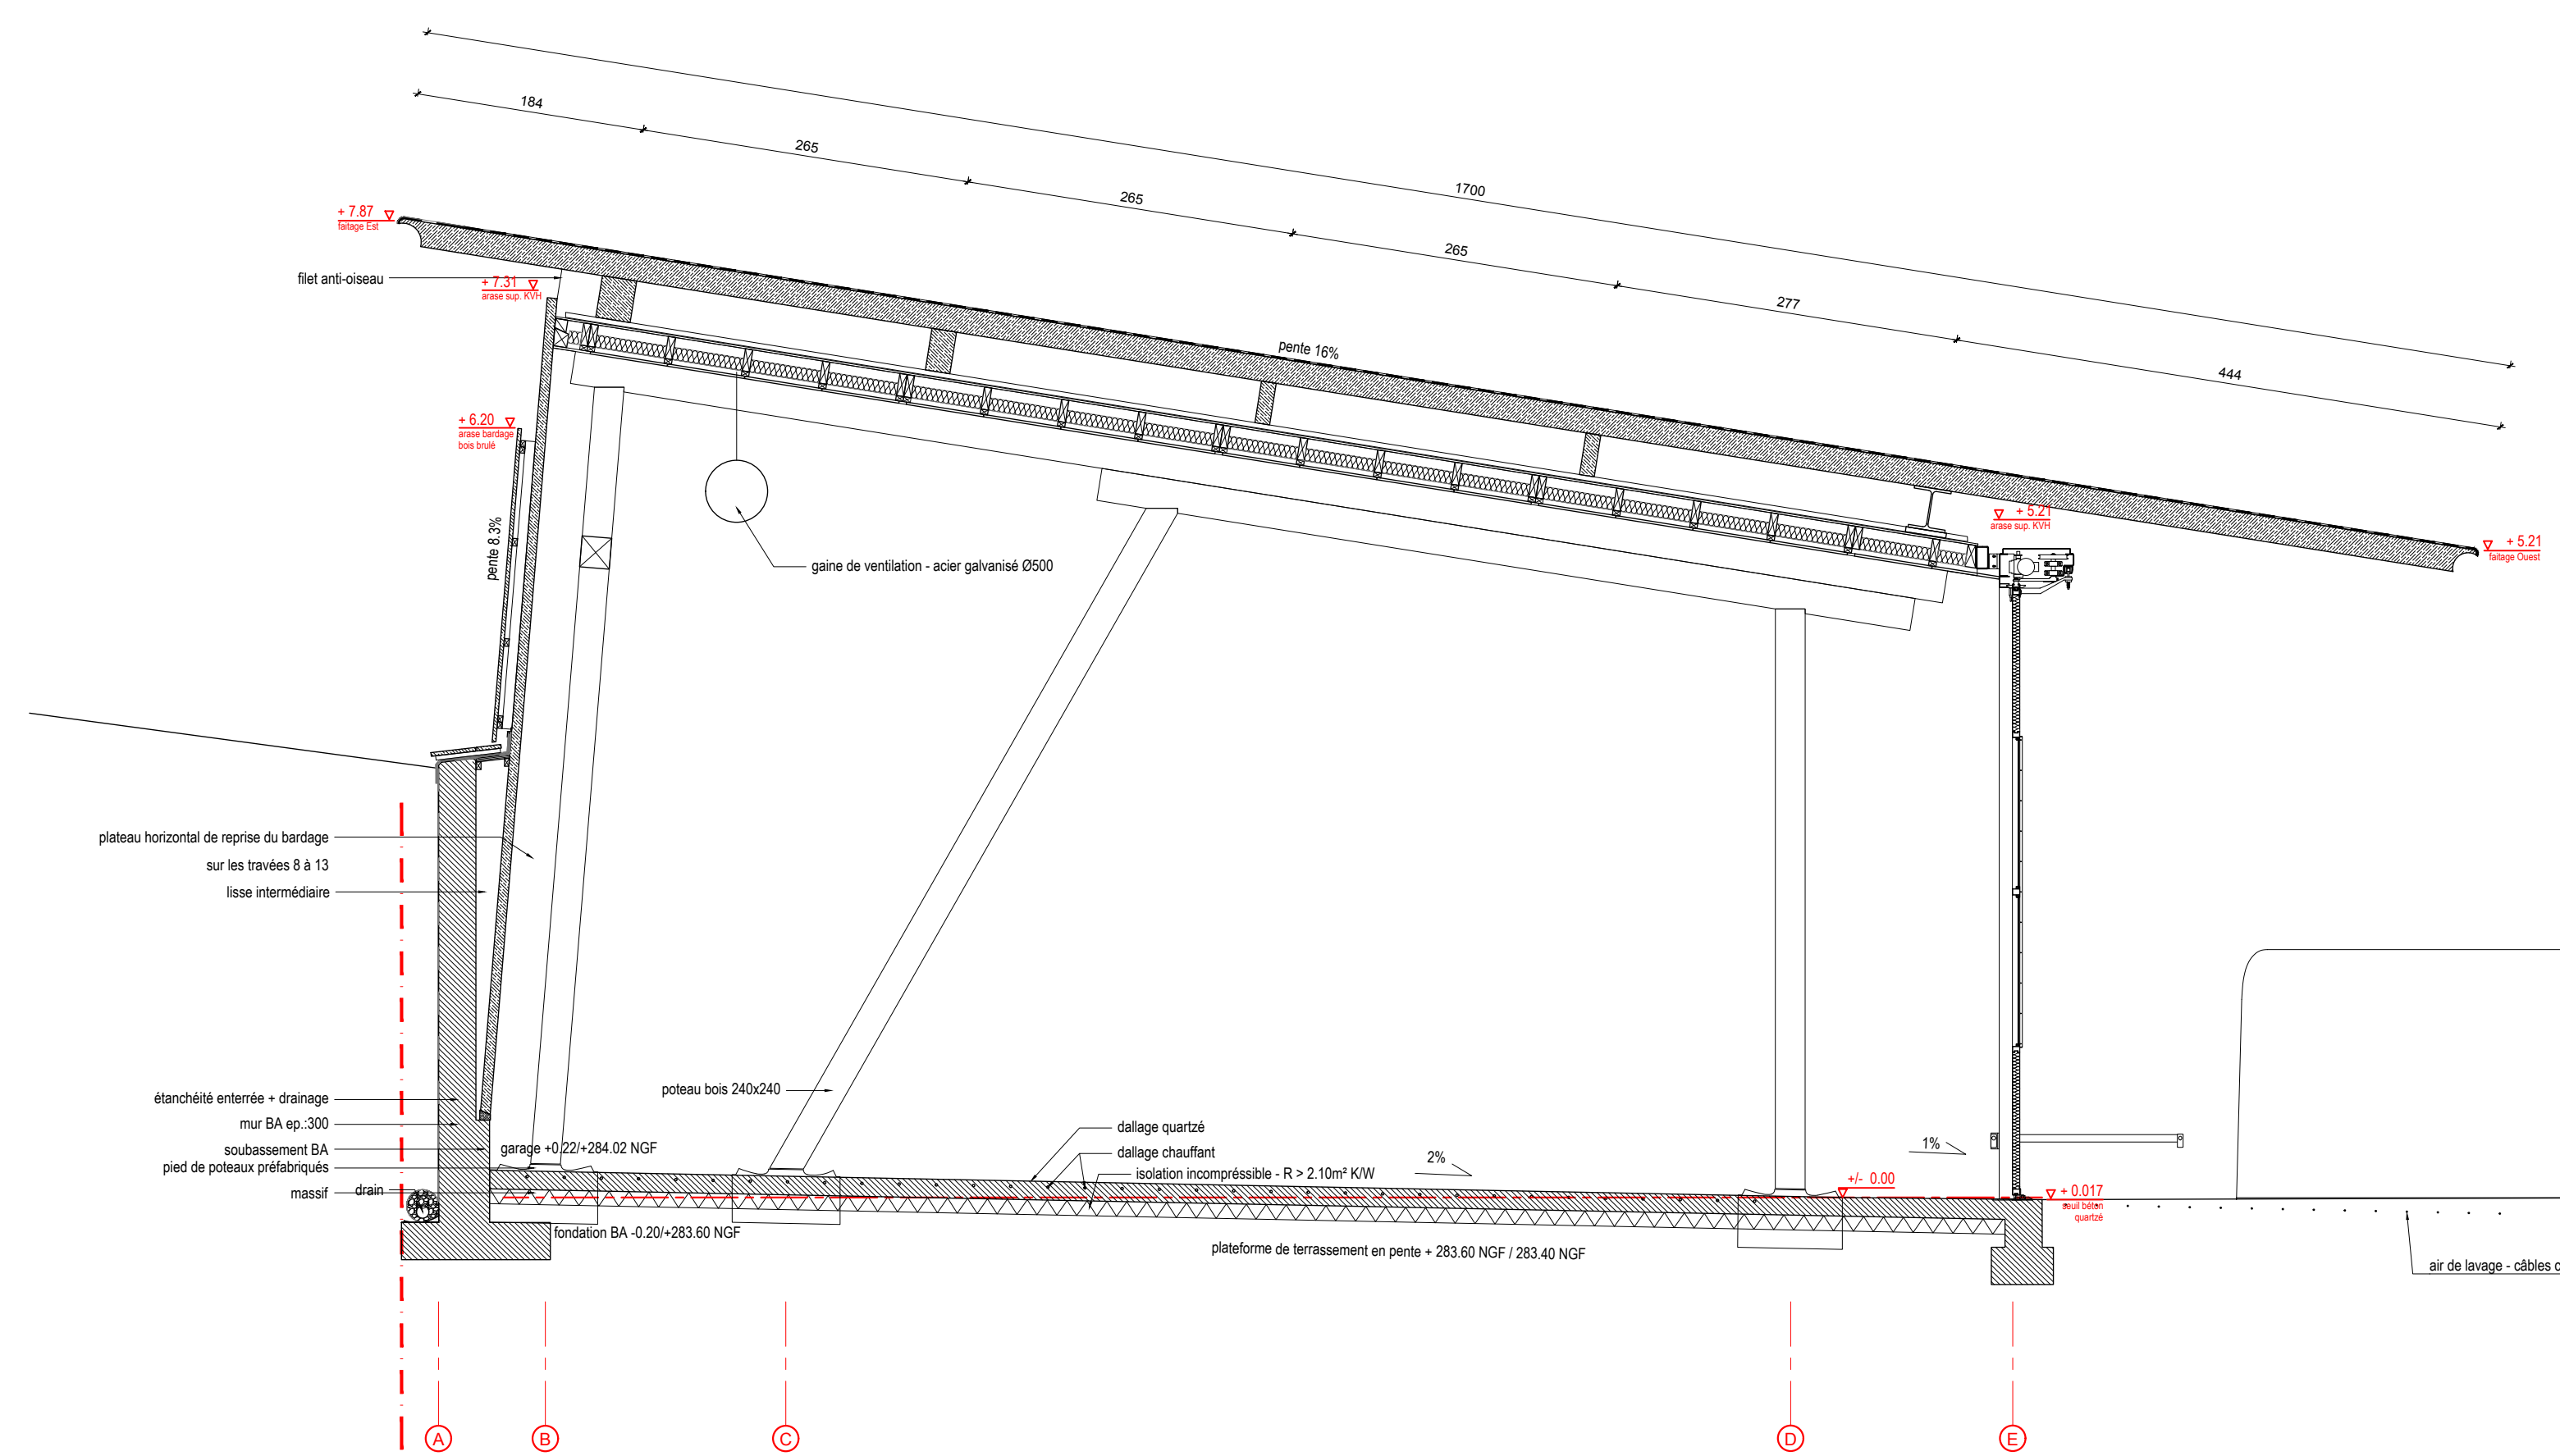 184
265
265
1700
265
277
444
+ 7.87
faitage Est
filet anti-oiseau
+ 7.31
arase sup. KVH
pente 16%
+ 6.20
arase bardage
bois brulé
pente 8.3%
gaine de ventilation - acier galvanisé Ø500
+ 5.21
arase sup. KVH
+ 5.21
faitage Ouest
plateau horizontal de reprise du bardage
sur les travées 8 à 13
lisse intermédiaire
poteau bois 240x240
étanchéité enterrée + drainage
mur BA ep.:300
soubassement BA
pied de poteaux préfabriqués
massif
drain
garage +0.22/+284.02 NGF
dallage quartzé
dallage chauffant
isolation incompréssible - R > 2.10m² K/W
2%
1%
+/- 0.00
+ 0.017
seuil béton
quartzé
fondation BA -0.20/+283.60 NGF
plateforme de terrassement en pente + 283.60 NGF / 283.40 NGF
air de lavage - câbles
A
B
C
D
E